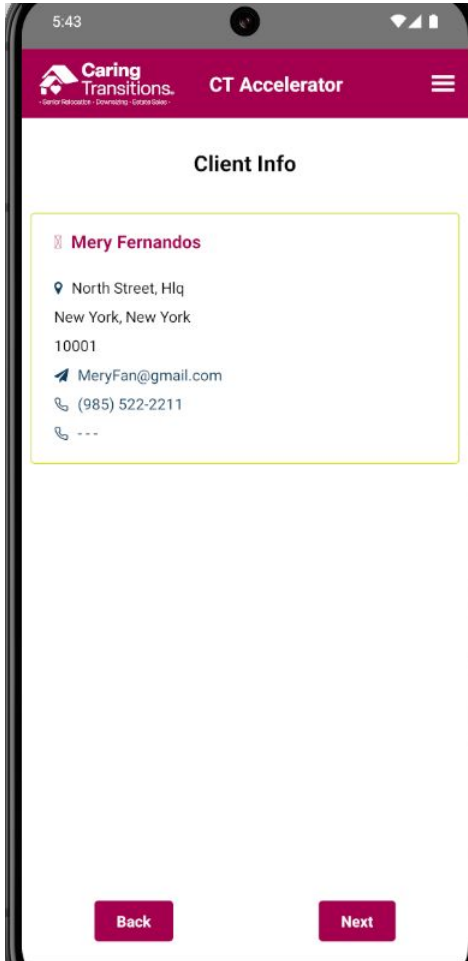 5:43
Caring
Transitions.
- Senior Relocation - Downsizing - Estate Sales -
CT Accelerator
Client Info
Mery Fernandos
North Street, Hlq
New York, New York
10001
MeryFan@gmail.com
(985) 522-2211
---
Back
Next